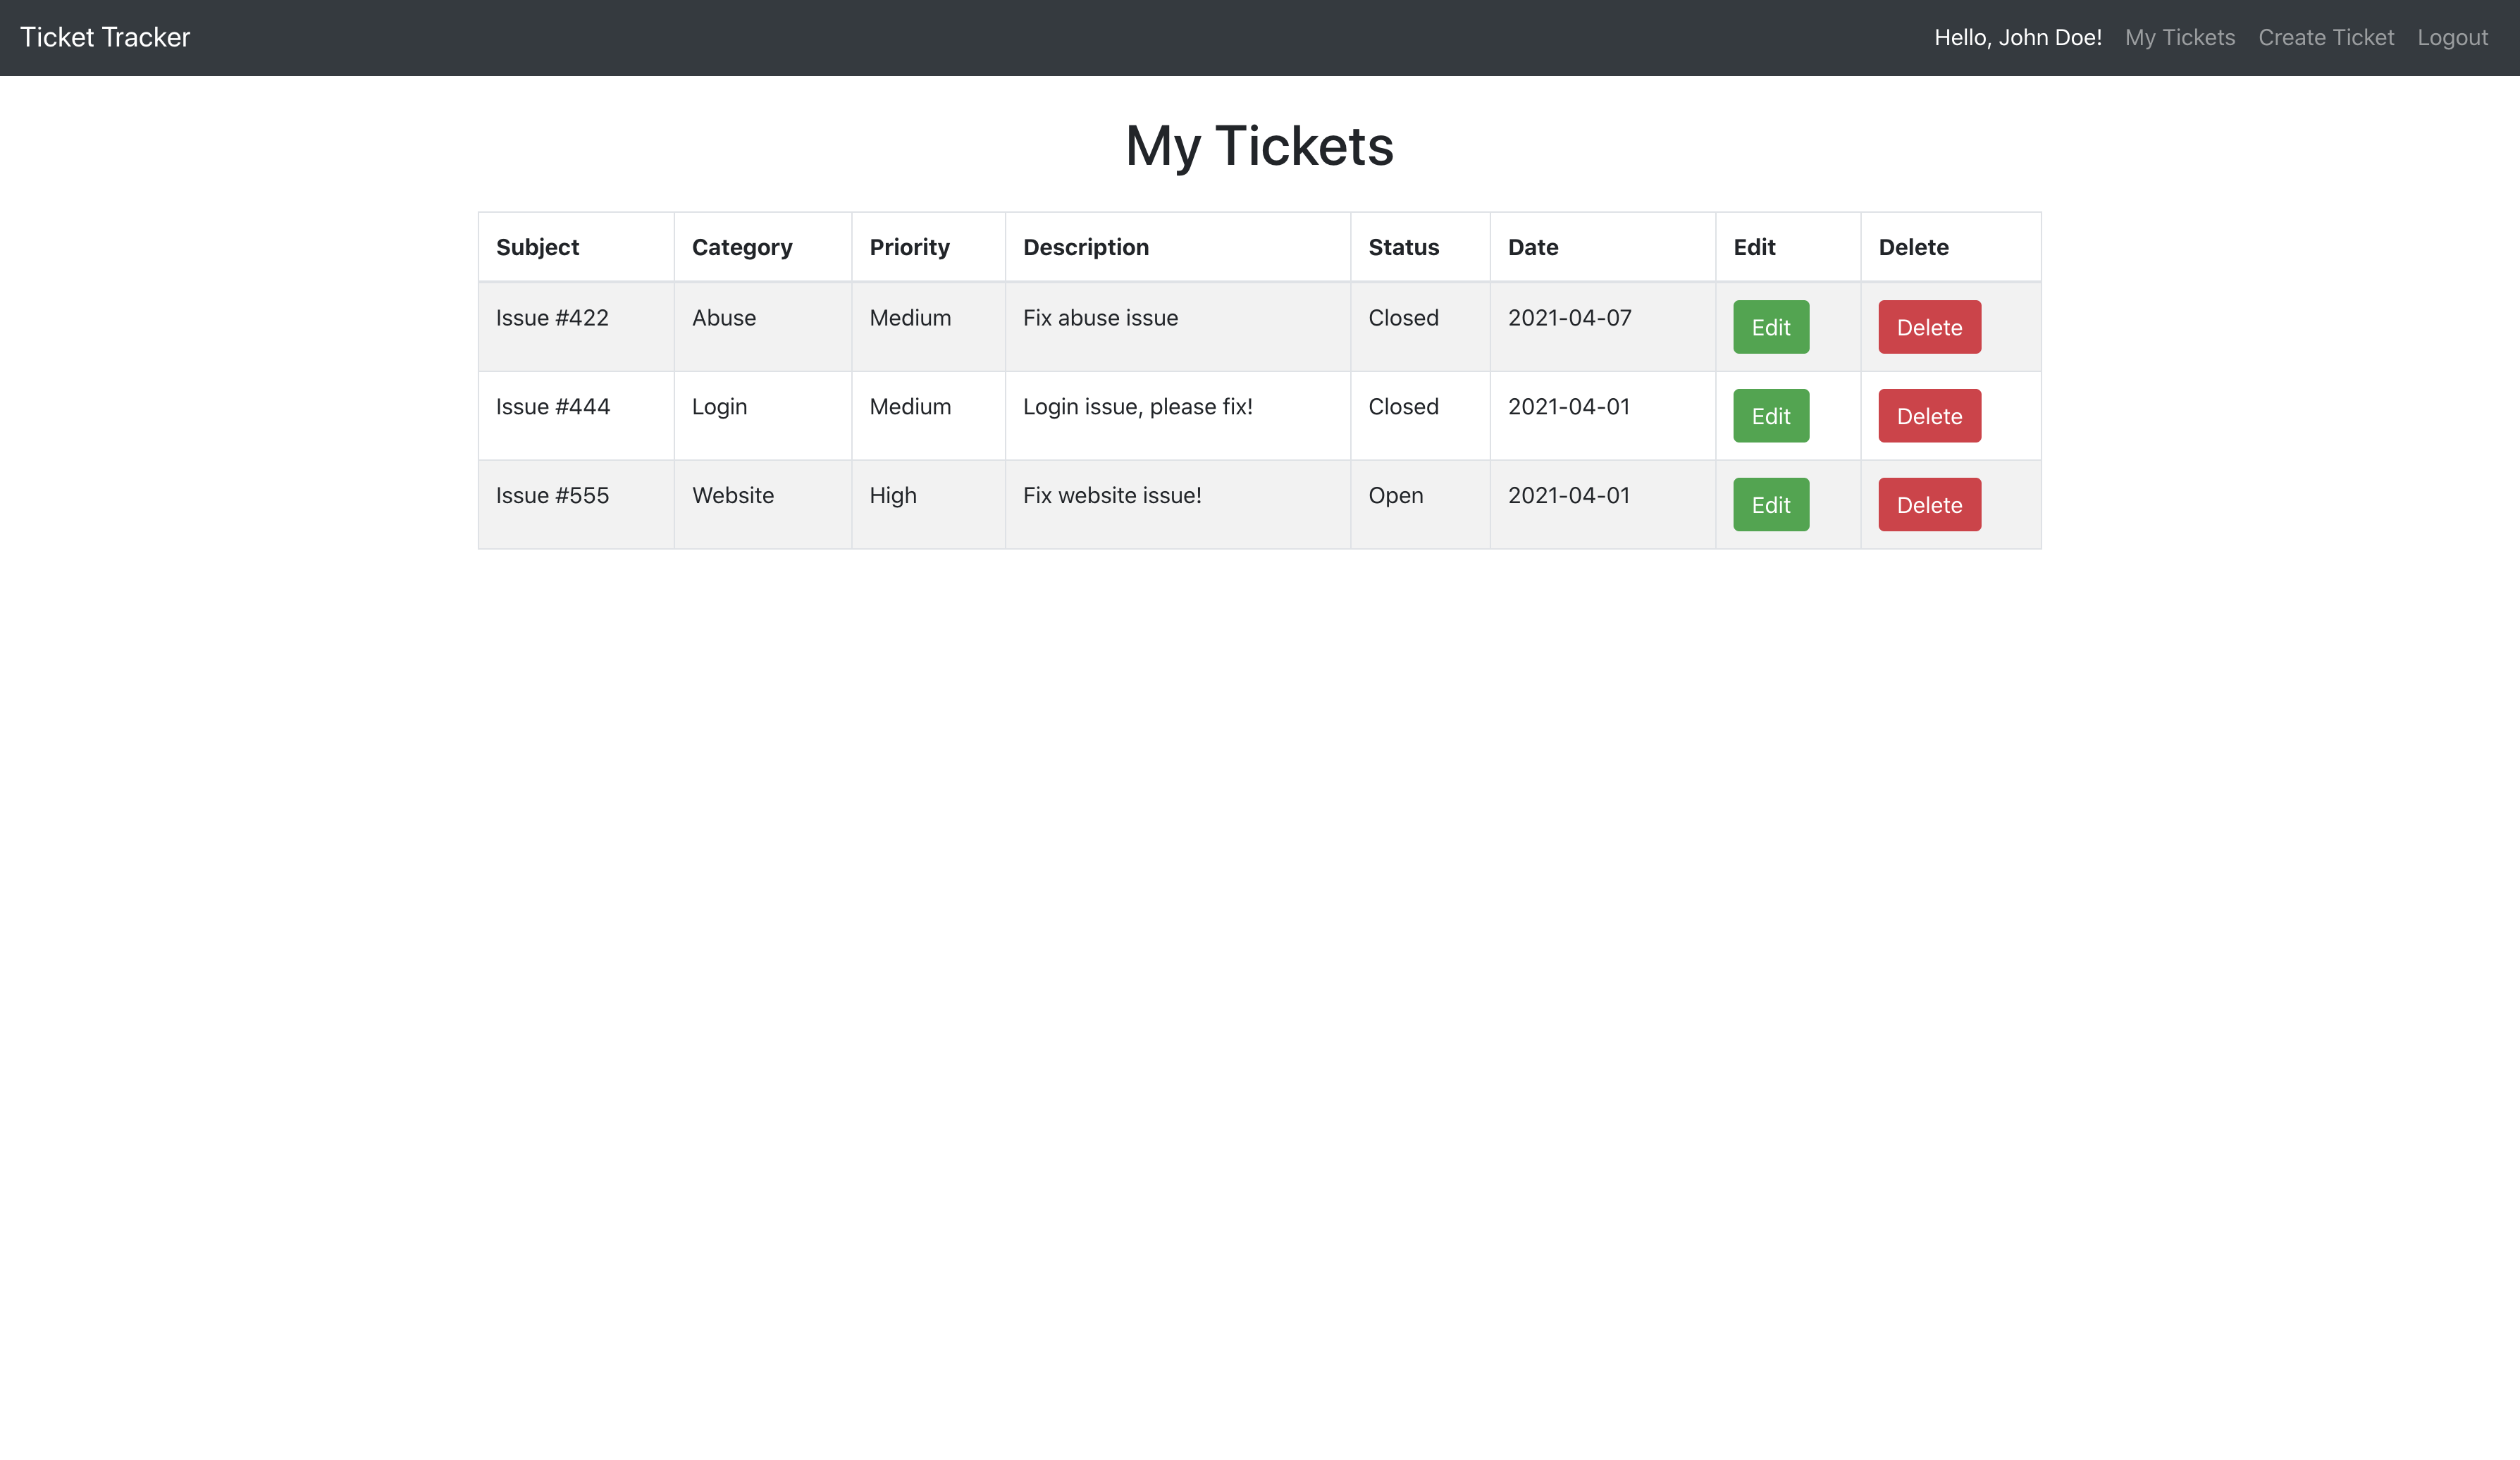 Ticket Tracker Hello, John Doe! My Tickets Create Ticket Logout
My Tickets
Subject Category Priority Description Status Date Edit Delete
Issue #422 Abuse Medium Fix abuse issue Closed 2021-04-07 Edit Delete
Issue #444 Login Medium Login issue, please fix! Closed 2021-04-01 Edit Delete
Issue #555 Website High Fix website issue! Open 2021-04-01 Edit Delete